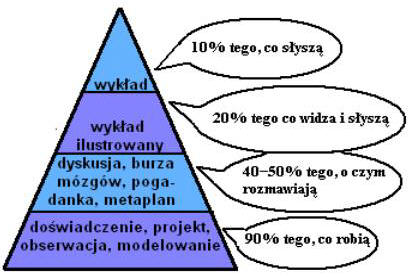 wykład
10% tego, co słyszą
wykład
ilustrowany
20% tego co widza i słyszą
dyskusja, burza
mózgów, poga-
danka, metaplan
40–50% tego, o czym
rozmawiają
doświadczenie, projekt,
obserwacja, modelowanie
90% tego, co robią